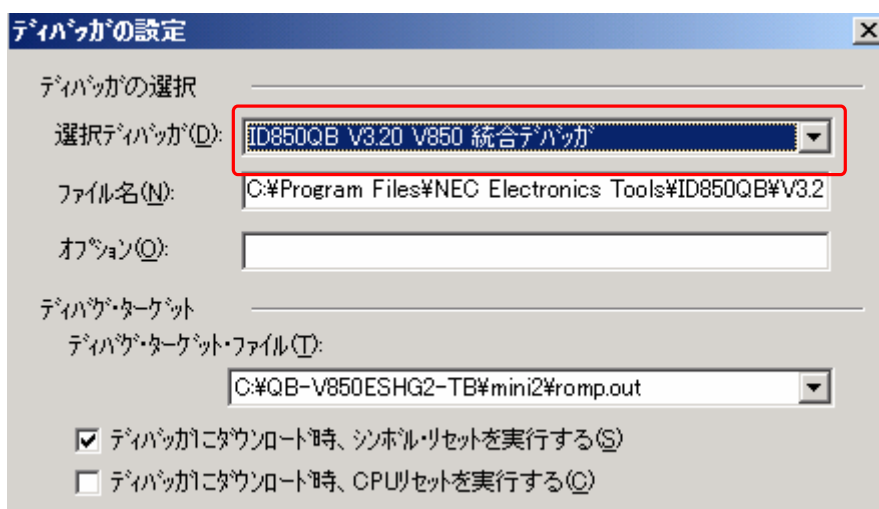 ディバッガの設定
ディバッガの選択
選択ディバッガ(D): ID850QB V3.20 V850 統合デバッガ
ファイル名(N): C:¥Program Files¥NEC Electronics Tools¥ID850QB¥V3.2
オプション(O):
ディバグ・ターゲット
ディバグ・ターゲット・ファイル(T):
C:¥QB-V850ESHG2-TB¥mini2¥romp.out
ディバッガにダウンロード時、シンボル・リセットを実行する(S)
ディバッガにダウンロード時、CPUリセットを実行する(C)